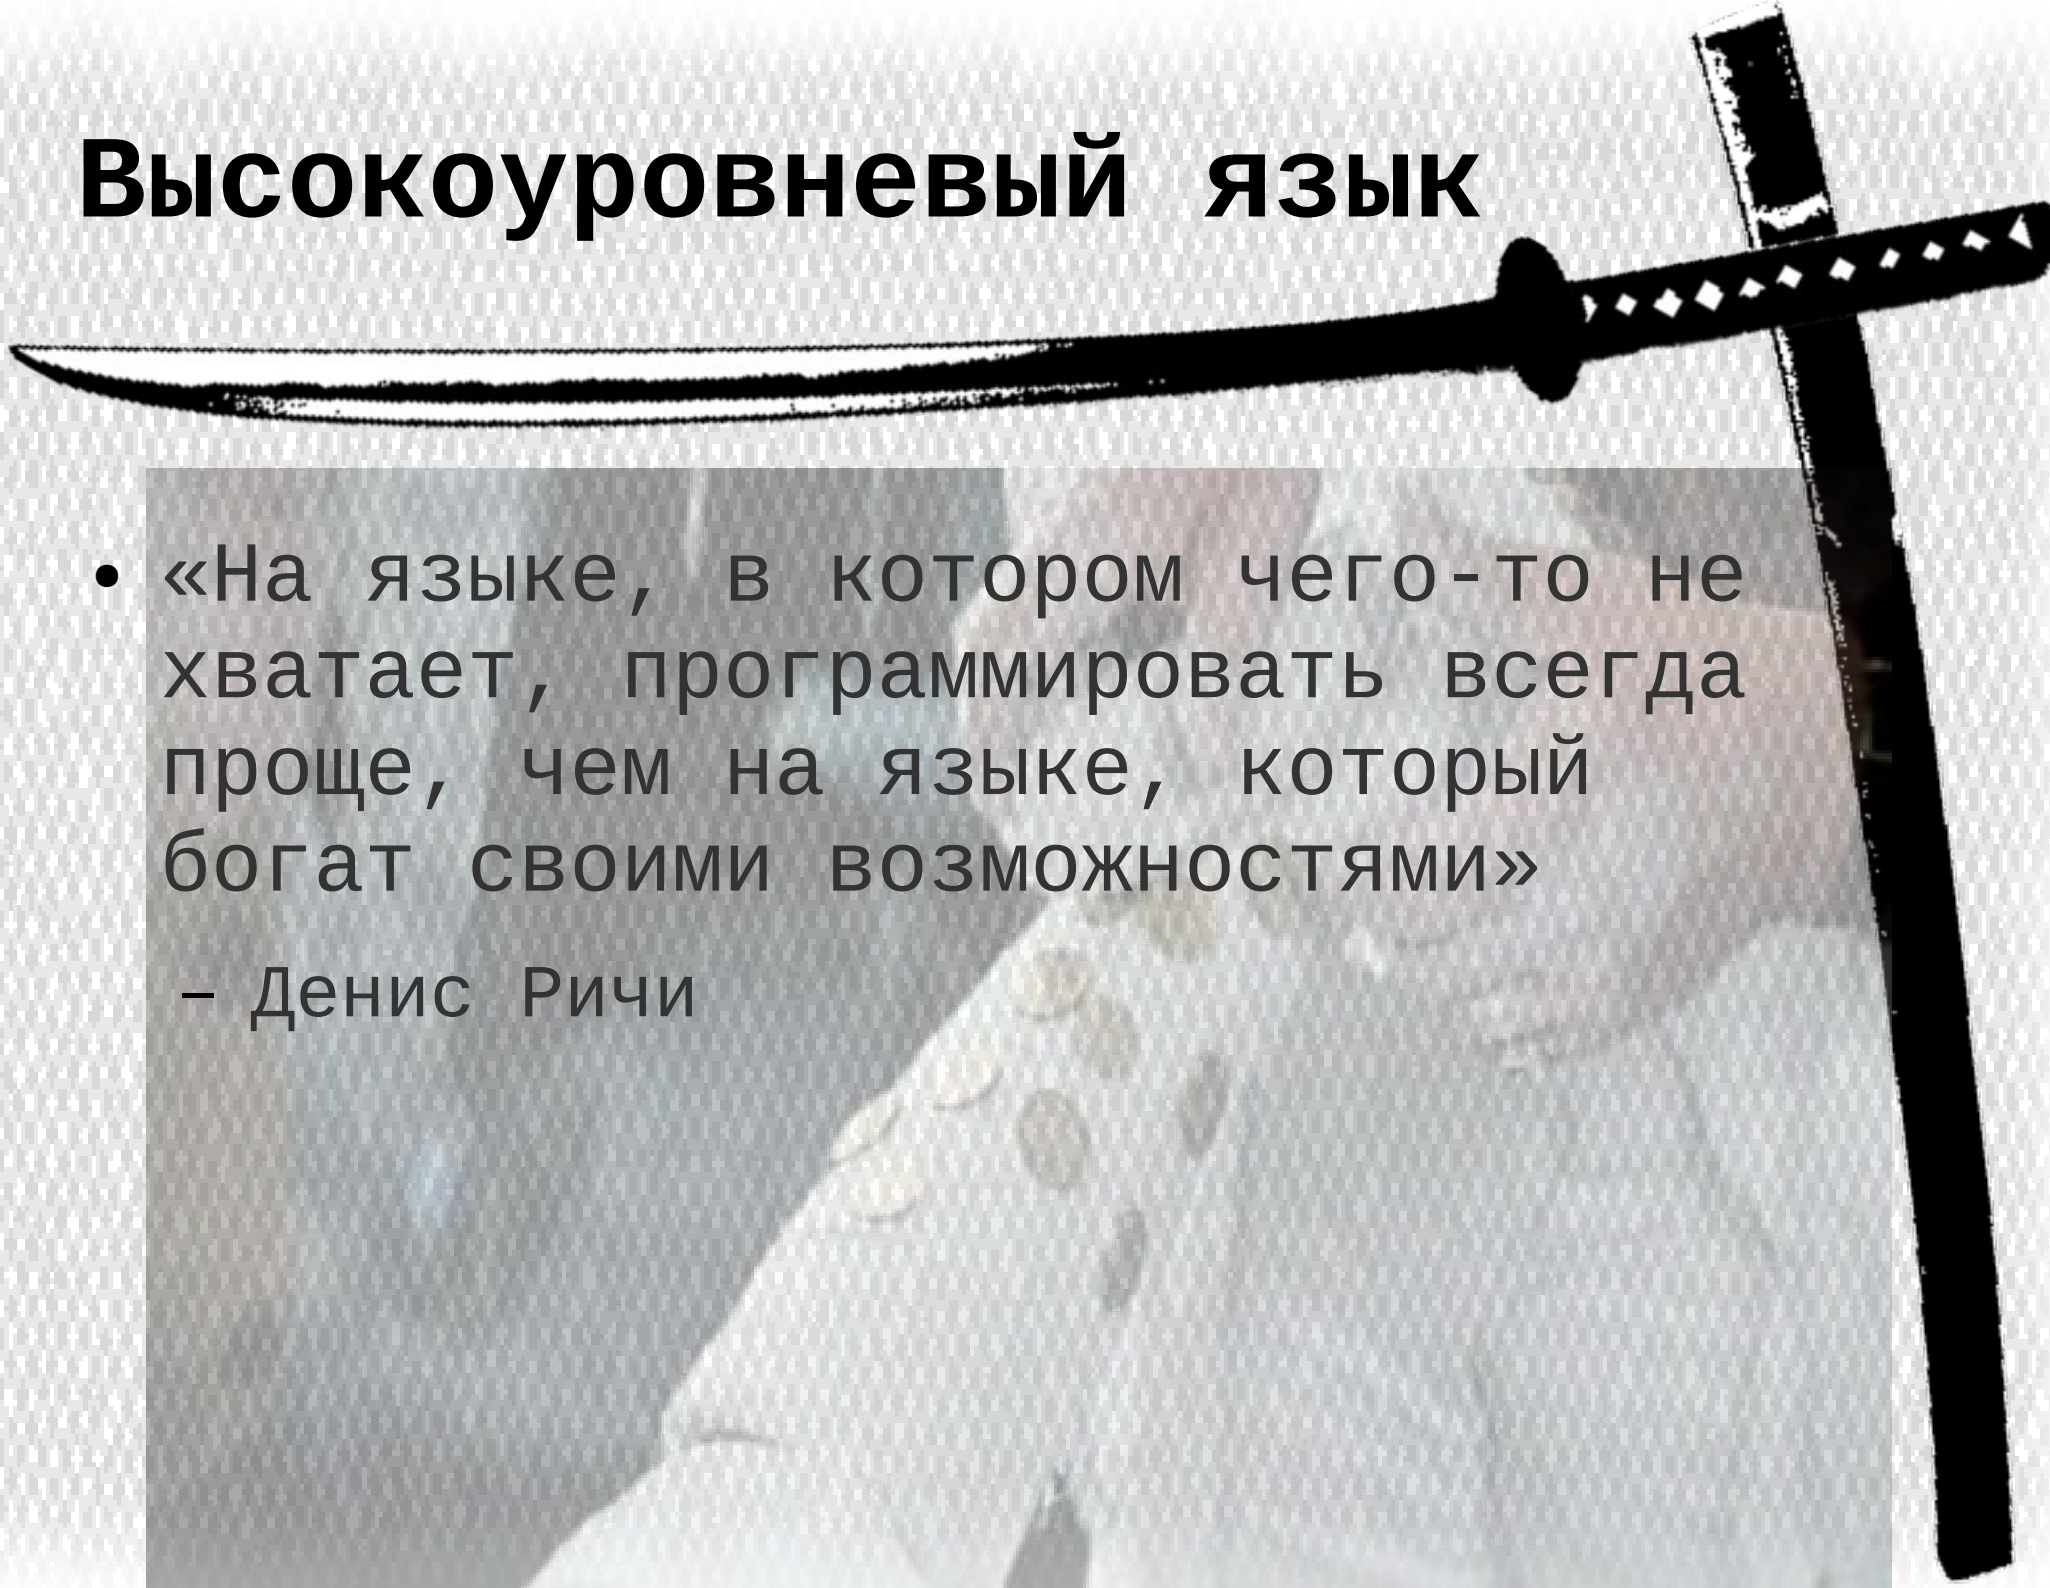 Высокоуровневый язык
• «На языке, в котором чего-то не
хватает, программировать всегда
проще, чем на языке, который
богат своими возможностями»
– Денис Ричи